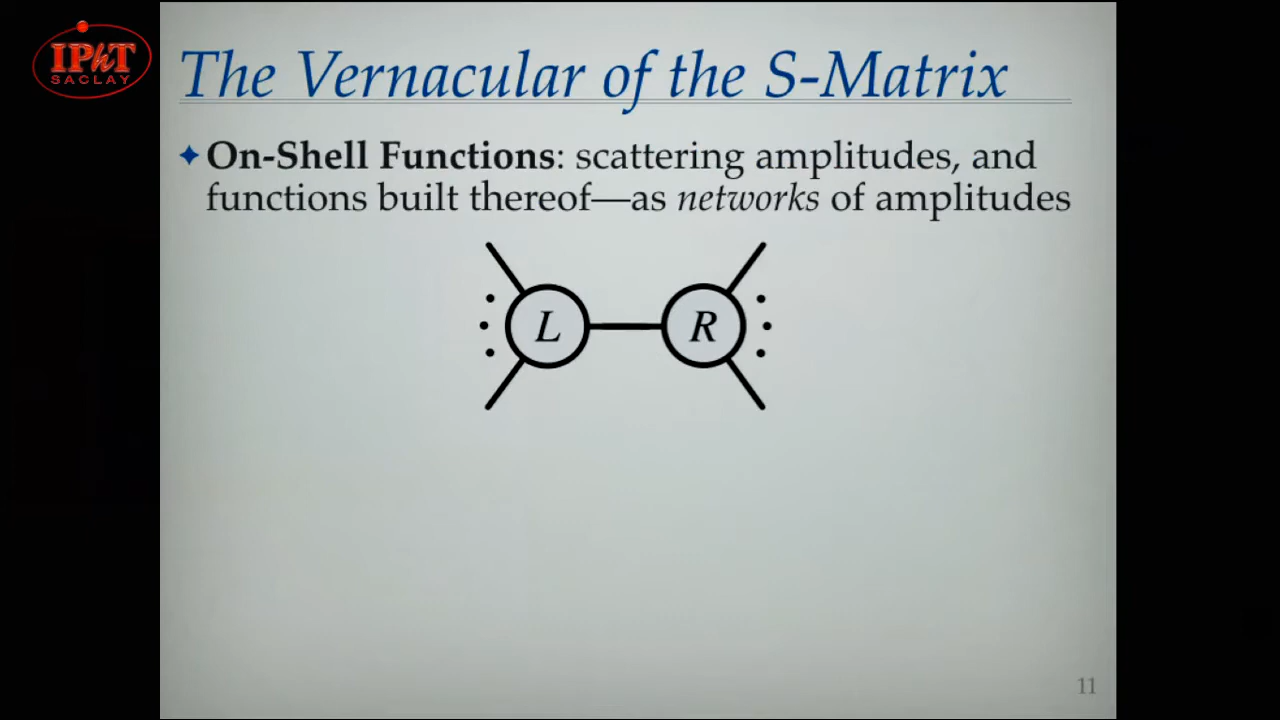 IPhT
SACLAY
The Vernacular of the S-Matrix
✦ On-Shell Functions: scattering amplitudes, and
functions built thereof—as networks of amplitudes
L
R
11